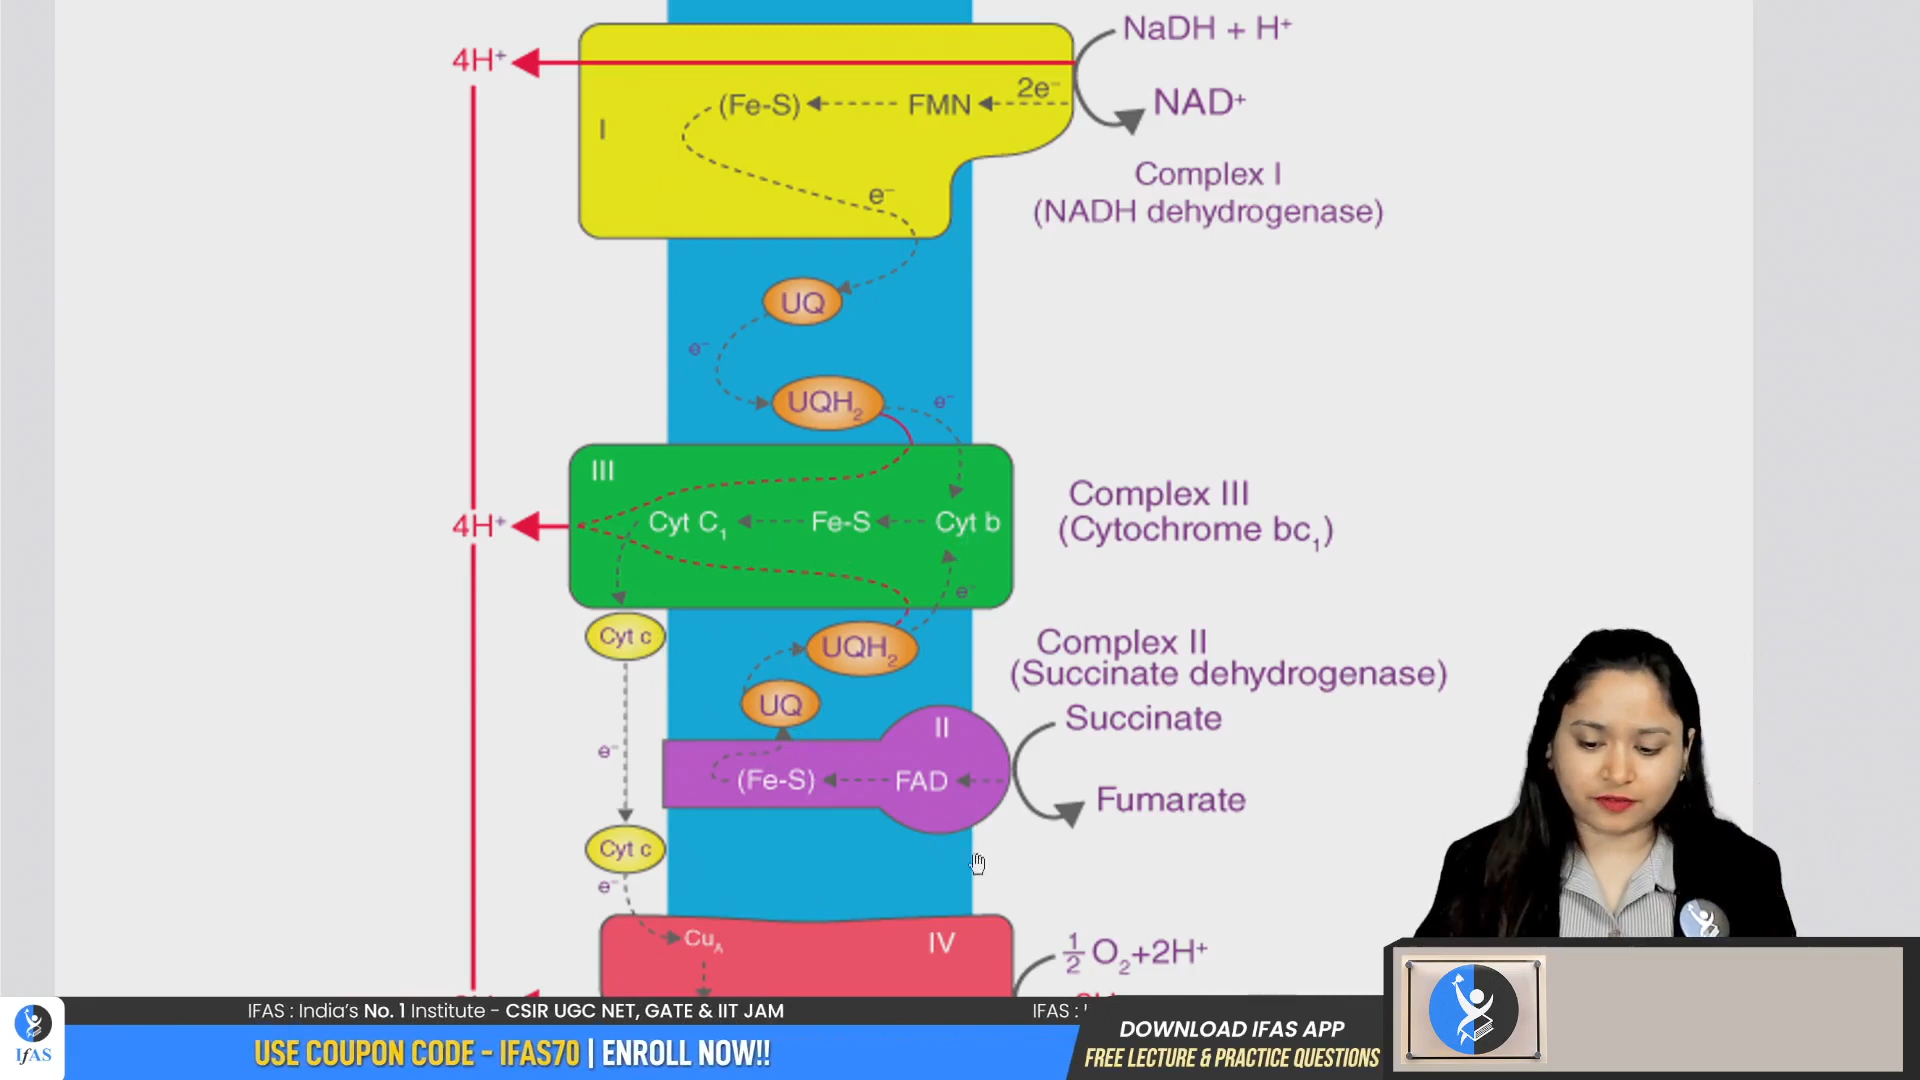 NaDH + H⁺
4H⁺
2e⁻
(Fe-S)
FMN
NAD⁺
I
Complex I
(NADH dehydrogenase)
e⁻
UQ
e⁻
UQH₂
e⁻
III
Complex III
(Cytochrome bc₁)
4H⁺
Cyt C₁
Fe-S
Cyt b
e⁻
Cyt c
UQH₂
Complex II
(Succinate dehydrogenase)
UQ
II
Succinate
e⁻
(Fe-S)
FAD
Fumarate
Cyt c
e⁻
Cu_A
IV
½ O₂+2H⁺
IFAS : India's No. 1 Institute - CSIR UGC NET, GATE & IIT JAM
IFAS :
IfAS
USE COUPON CODE - IFAS70 | ENROLL NOW!!
DOWNLOAD IFAS APP
FREE LECTURE & PRACTICE QUESTIONS